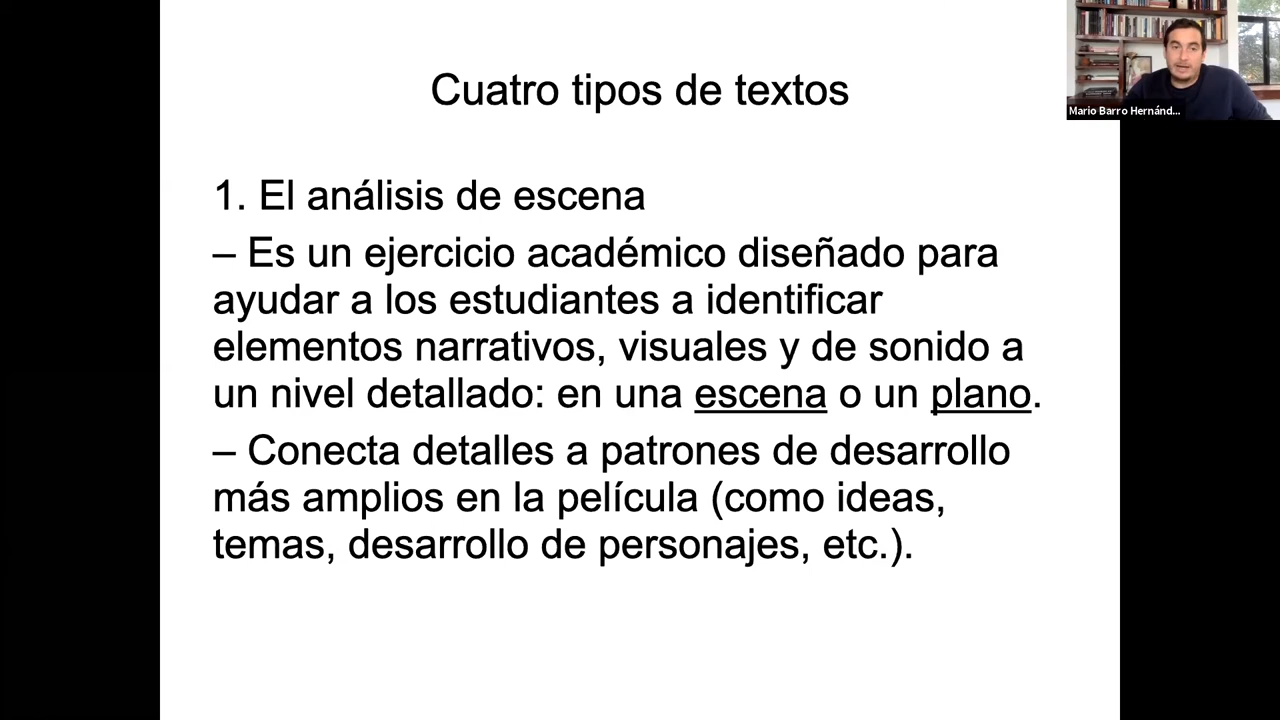 Cuatro tipos de textos
Mario Barro Hernánd...
1. El análisis de escena
– Es un ejercicio académico diseñado para
ayudar a los estudiantes a identificar
elementos narrativos, visuales y de sonido a
un nivel detallado: en una escena o un plano.
– Conecta detalles a patrones de desarrollo
más amplios en la película (como ideas,
temas, desarrollo de personajes, etc.).